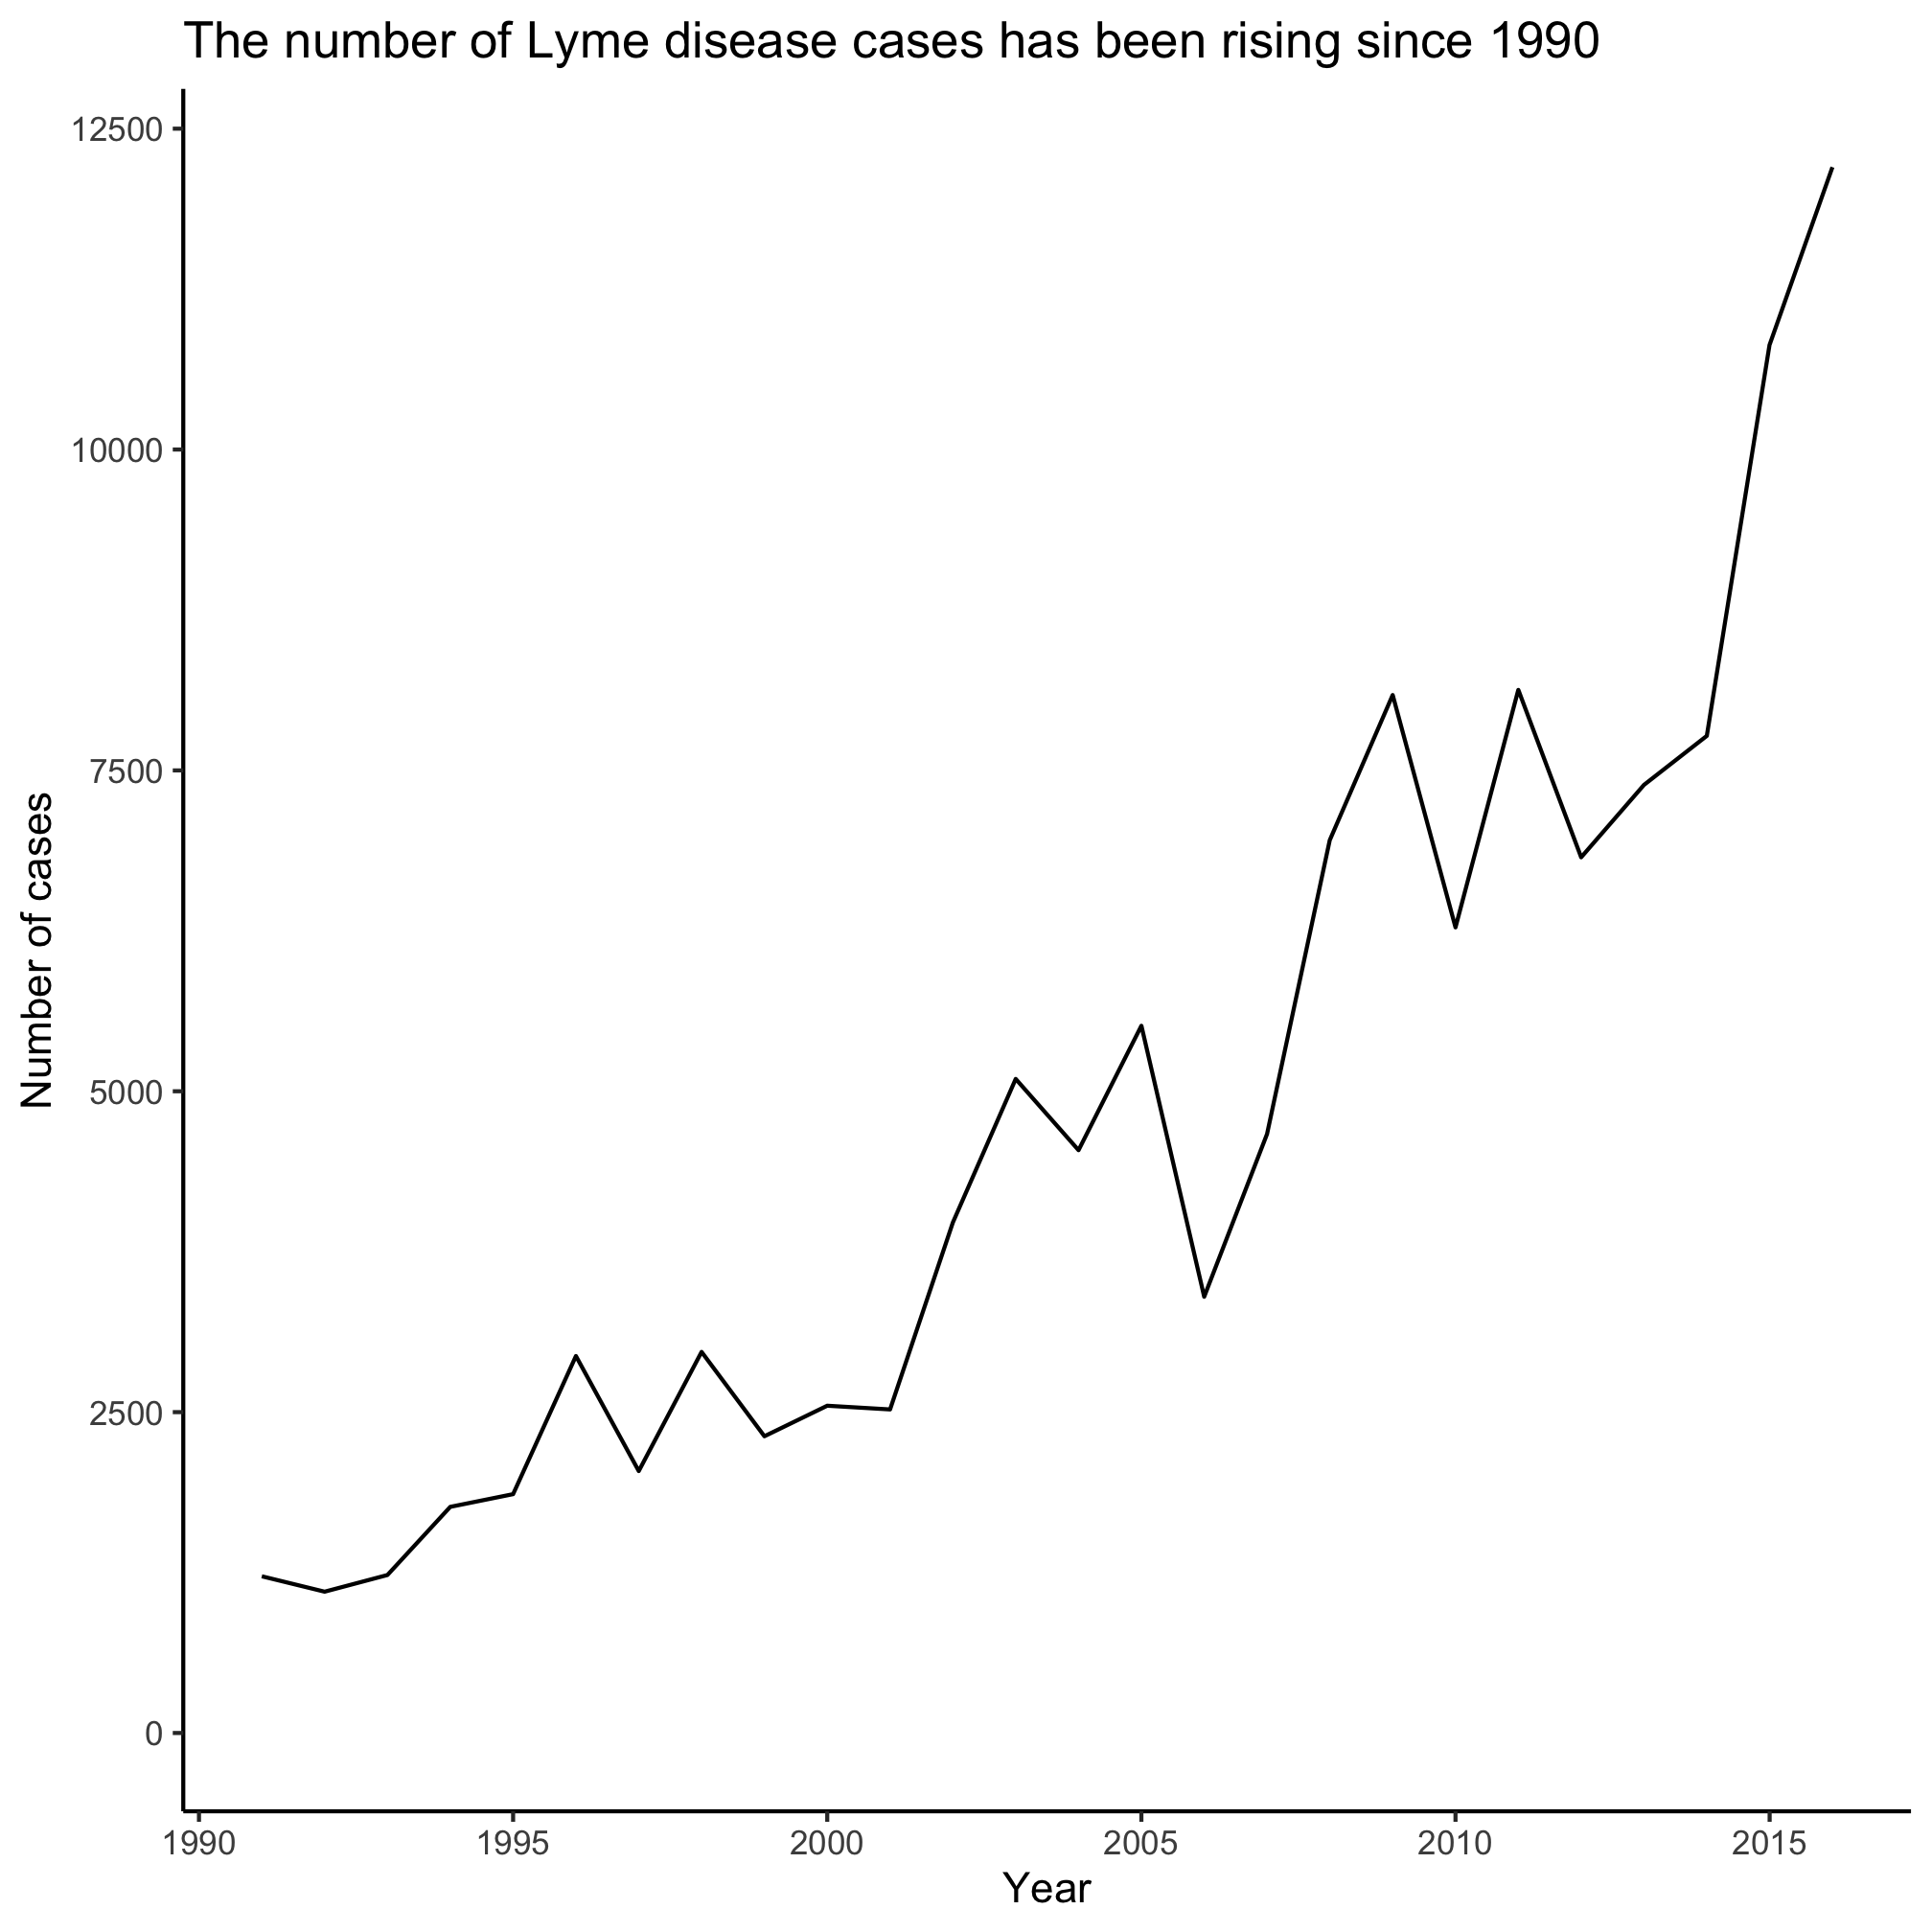 The number of Lyme disease cases has been rising since 1990
12500
10000
7500
5000
2500
0
Number of cases
1990 1995 2000 2005 2010 2015
Year